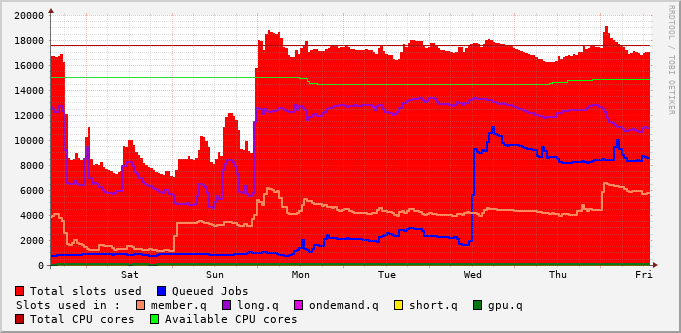 RRDTOOL / TOBI OETIKER
20000
18000
16000
14000
12000
10000
8000
6000
4000
2000
0
Sat Sun Mon Tue Wed Thu Fri
Total slots used Queued Jobs
Slots used in : member.q long.q ondemand.q short.q gpu.q
Total CPU cores Available CPU cores